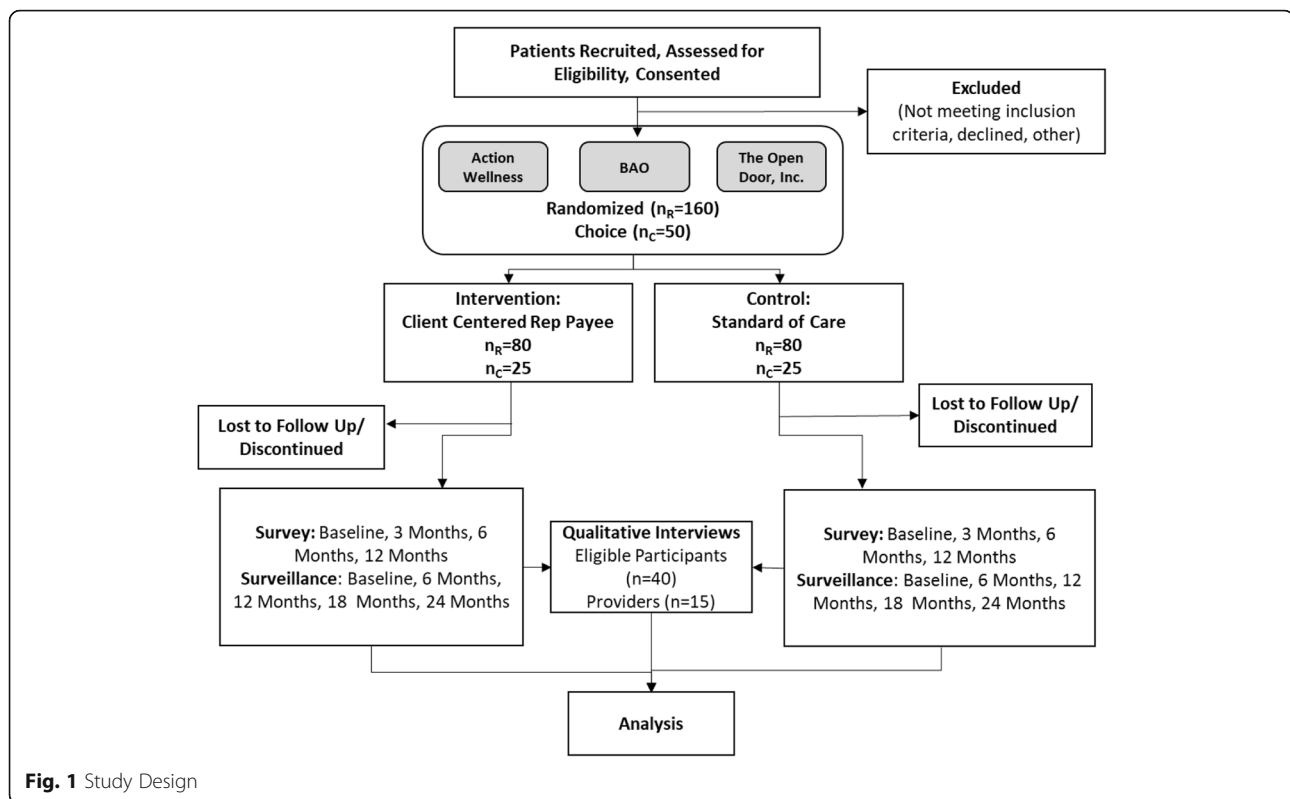 Patients Recruited, Assessed for
Eligibility, Consented
Excluded
(Not meeting inclusion
criteria, declined, other)
Action
Wellness
BAO
The Open
Door, Inc.
Randomized (nR=160)
Choice (nC=50)
Intervention:
Client Centered Rep Payee
nR=80
nC=25
Control:
Standard of Care
nR=80
nC=25
Lost to Follow Up/
Discontinued
Lost to Follow Up/
Discontinued
Survey: Baseline, 3 Months, 6
Months, 12 Months
Surveillance: Baseline, 6 Months,
12 Months, 18 Months, 24 Months
Qualitative Interviews
Eligible Participants
(n=40)
Providers (n=15)
Survey: Baseline, 3 Months, 6
Months, 12 Months
Surveillance: Baseline, 6 Months, 12
Months, 18 Months, 24 Months
Analysis
Fig. 1 Study Design